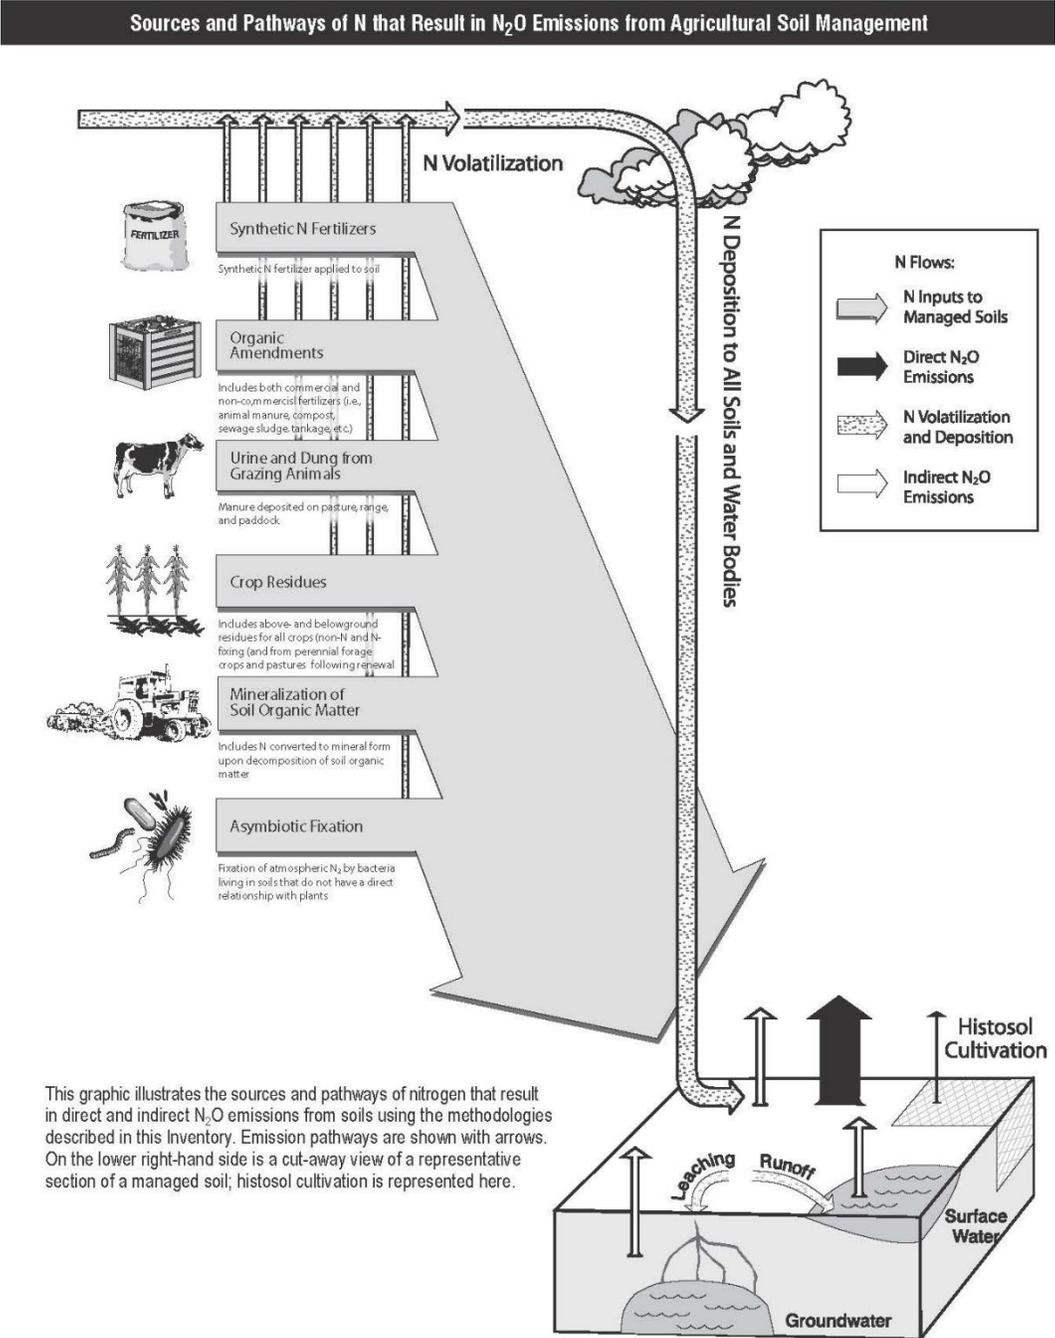 Sources and Pathways of N that Result in N₂O Emissions from Agricultural Soil Management
N Volatilization
FERTILIZER
Synthetic N Fertilizers
Synthetic N fertilizer applied to soil
Organic
Amendments
Includes both commercial and
non-co,mmercisl fertilizers (i.e.,
animal manure, compost,
sewage sludge, tankage, etc.)
Urine and Dung from
Grazing Animals
Manure deposited on pasture, range,
and paddock
Crop Residues
Includes above- and belowground
residues for all crops (non-N and N-
fixing (and from perennial forage
crops and pastures following renewal
Mineralization of
Soil Organic Matter
Includes N converted to mineral form
upon decomposition of soil organic
matter
Asymbiotic Fixation
Fixation of atmospheric N₂ by bacteria
living in soils that do not have a direct
relationship with plants
N Deposition to All Soils and Water Bodies
N Flows:
N Inputs to
Managed Soils
Direct N₂O
Emissions
N Volatilization
and Deposition
Indirect N₂O
Emissions
This graphic illustrates the sources and pathways of nitrogen that result
in direct and indirect N₂O emissions from soils using the methodologies
described in this Inventory. Emission pathways are shown with arrows.
On the lower right-hand side is a cut-away view of a representative
section of a managed soil; histosol cultivation is represented here.
Histosol
Cultivation
Leaching
Runoff
Surface
Water
Groundwater